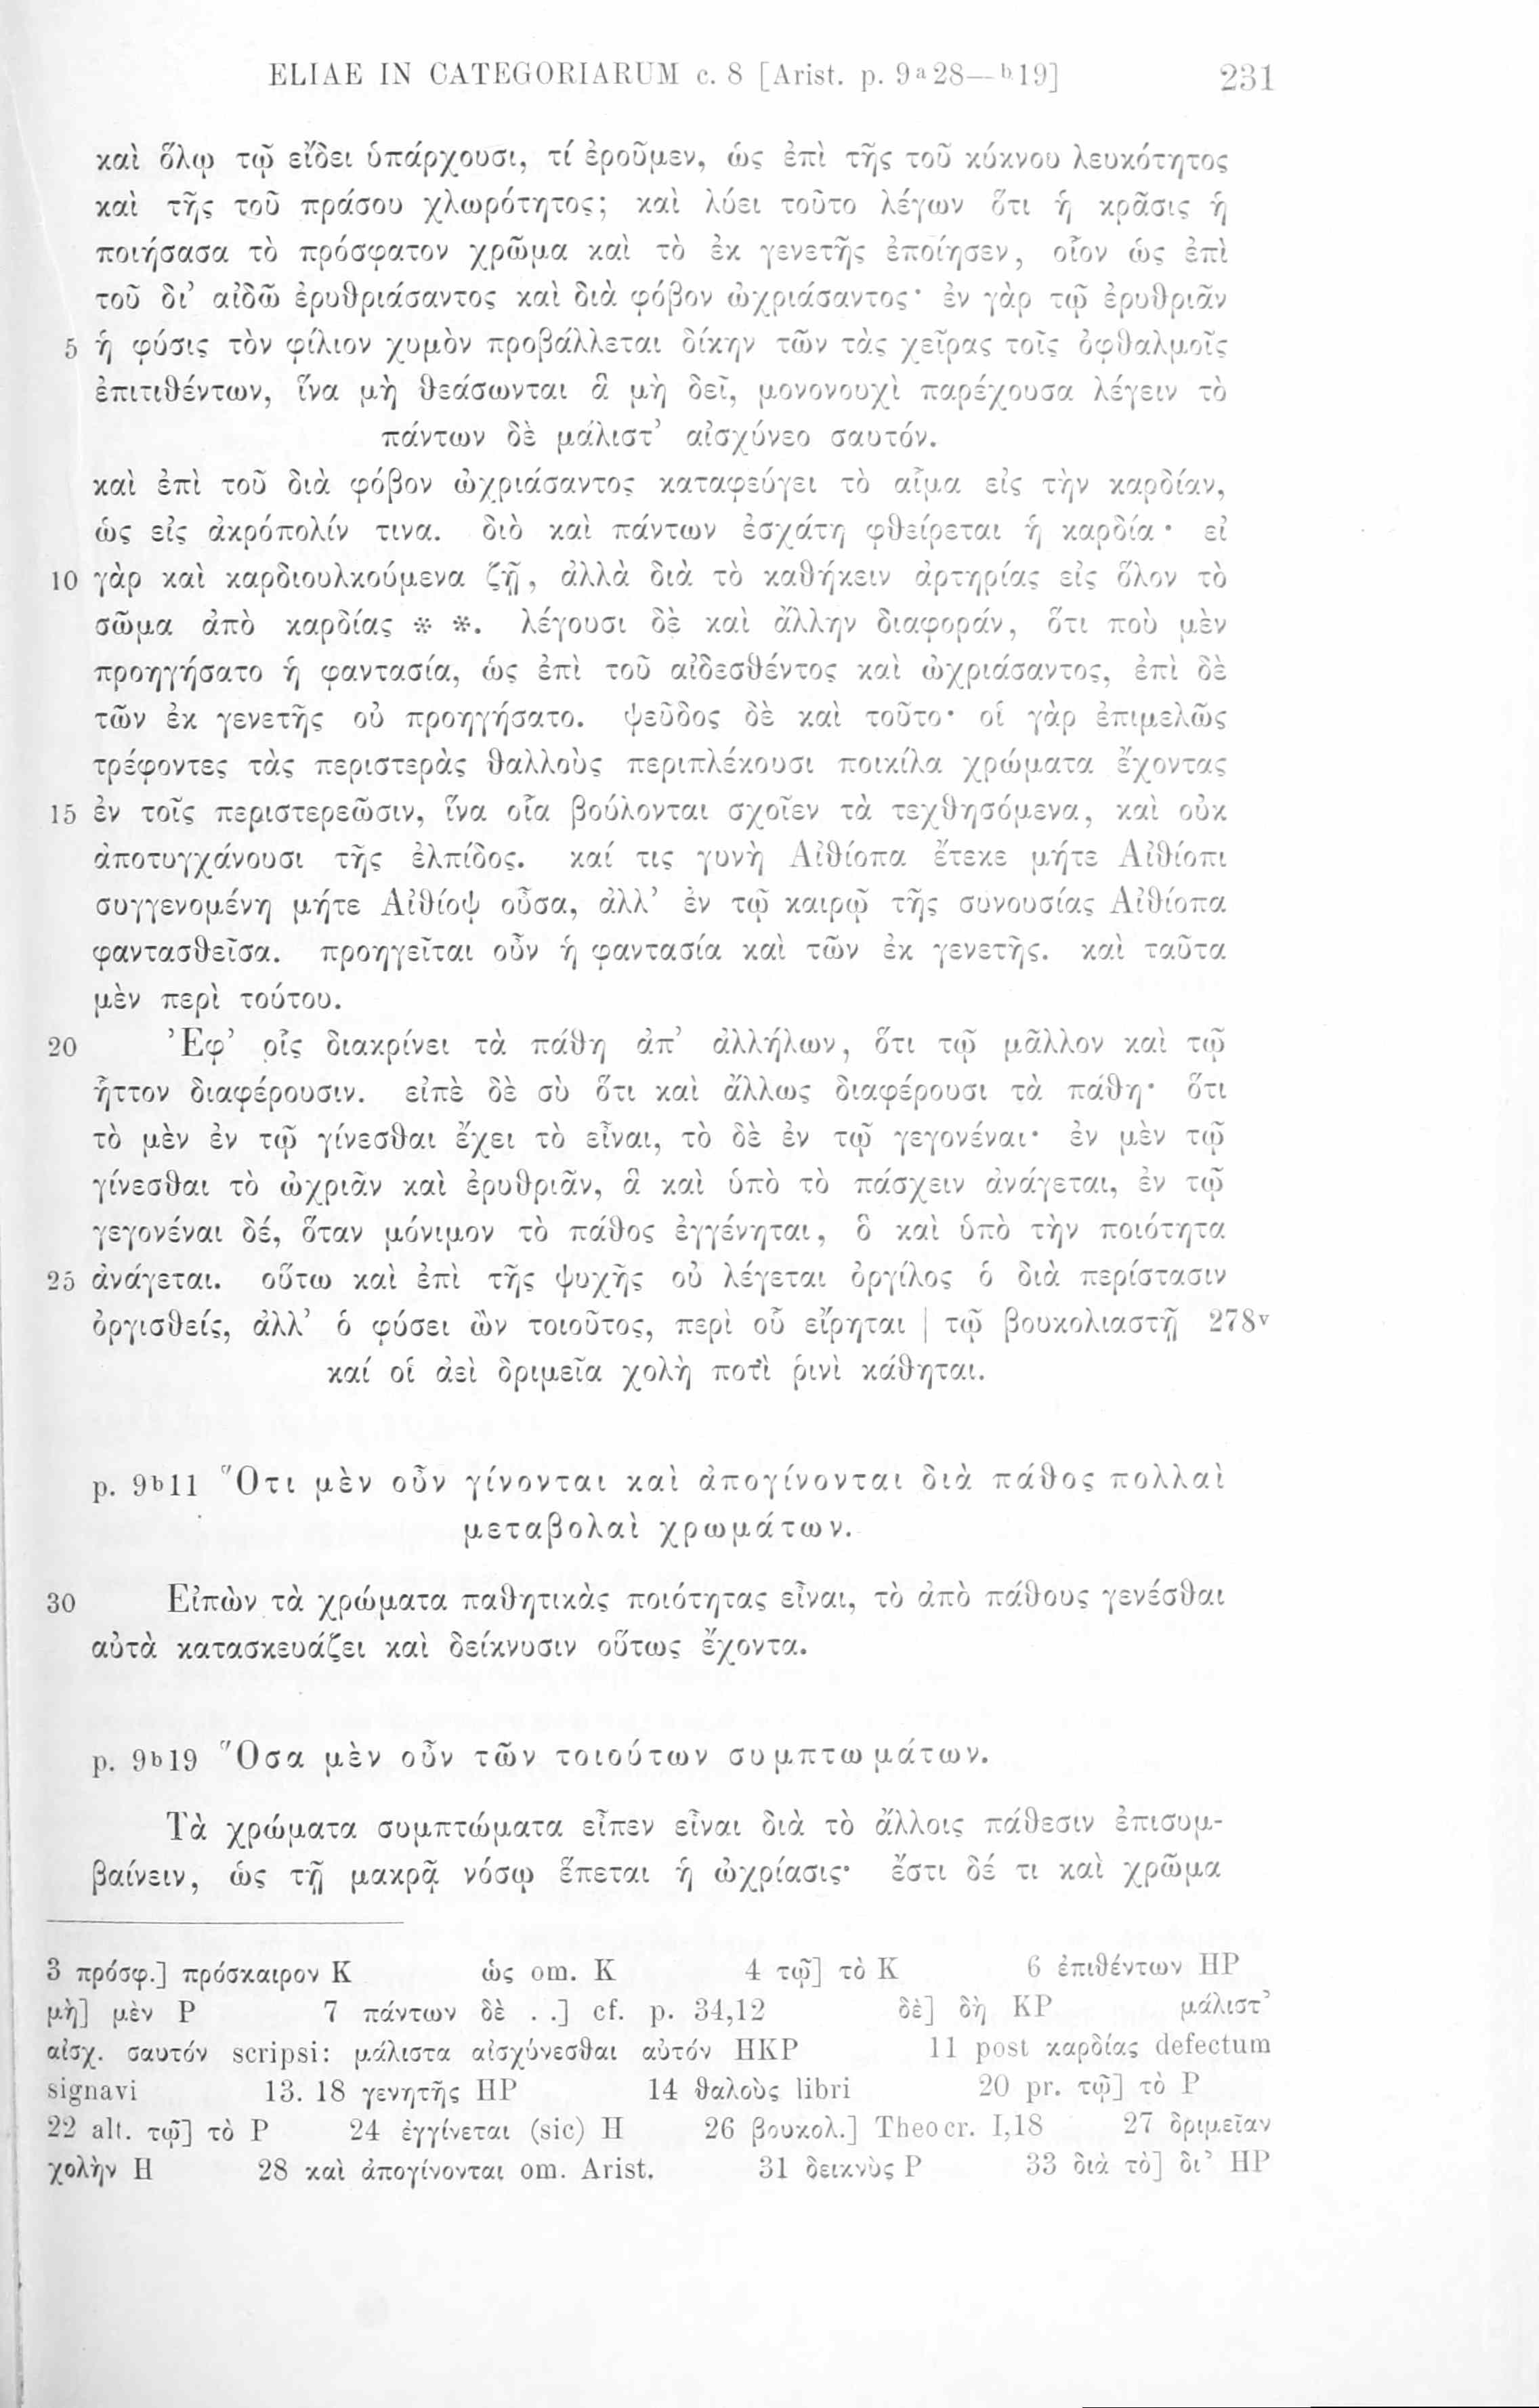 ELIAE IN CATEGORIARUM c. 8 [Arist. p. 9ᵃ28—ᵇ19] 231
καὶ ὅλῳ τῷ εἴδει ὑπάρχουσι, τί ἐροῦμεν, ὡς ἐπὶ τῆς τοῦ κύκνου λευκότητος
καὶ τῆς τοῦ πράσου χλωρότητος; καὶ λύει τοῦτο λέγων ὅτι ἡ κρᾶσις ἡ
ποιήσασα τὸ πρόσφατον χρῶμα καὶ τὸ ἐκ γενετῆς ἐποίησεν, οἷον ὡς ἐπὶ
τοῦ δι’ αἰδῶ ἐρυθριάσαντος καὶ διὰ φόβον ὠχριάσαντος· ἐν γὰρ τῷ ἐρυθριᾶν
5 ἡ φύσις τὸν φίλιον χυμὸν προβάλλεται δίκην τῶν τὰς χεῖρας τοῖς ὀφθαλμοῖς
ἐπιτιθέντων, ἵνα μὴ θεάσωνται ἃ μὴ δεῖ, μονονουχὶ παρέχουσα λέγειν τὸ
πάντων δὲ μάλιστ’ αἰσχύνεο σαυτόν.
καὶ ἐπὶ τοῦ διὰ φόβον ὠχριάσαντος καταφεύγει τὸ αἷμα εἰς τὴν καρδίαν,
ὡς εἰς ἀκρόπολίν τινα. διὸ καὶ πάντων ἐσχάτη φθείρεται ἡ καρδία· εἰ
10 γὰρ καὶ καρδιουλκούμενα ζῇ, ἀλλὰ διὰ τὸ καθήκειν ἀρτηρίας εἰς ὅλον τὸ
σῶμα ἀπὸ καρδίας * *. λέγουσι δὲ καὶ ἄλλην διαφοράν, ὅτι ποὺ μὲν
προηγήσατο ἡ φαντασία, ὡς ἐπὶ τοῦ αἰδεσθέντος καὶ ὠχριάσαντος, ἐπὶ δὲ
τῶν ἐκ γενετῆς οὐ προηγήσατο. ψεῦδος δὲ καὶ τοῦτο· οἱ γὰρ ἐπιμελῶς
τρέφοντες τὰς περιστερὰς θαλλοὺς περιπλέκουσι ποικίλα χρώματα ἔχοντας
15 ἐν τοῖς περιστερεῶσιν, ἵνα οἷα βούλονται σχοῖεν τὰ τεχθησόμενα, καὶ οὐκ
ἀποτυγχάνουσι τῆς ἐλπίδος. καί τις γυνὴ Αἰθίοπα ἔτεκε μήτε Αἰθίοπι
συγγενομένη μήτε Αἰθίοψ οὖσα, ἀλλ’ ἐν τῷ καιρῷ τῆς συνουσίας Αἰθίοπα
φαντασθεῖσα. προηγεῖται οὖν ἡ φαντασία καὶ τῶν ἐκ γενετῆς. καὶ ταῦτα
μὲν περὶ τούτου.
20 Ἐφ’ οἷς διακρίνει τὰ πάθη ἀπ’ ἀλλήλων, ὅτι τῷ μᾶλλον καὶ τῷ
ἧττον διαφέρουσιν. εἰπὲ δὲ σὺ ὅτι καὶ ἄλλως διαφέρουσι τὰ πάθη· ὅτι
τὸ μὲν ἐν τῷ γίνεσθαι ἔχει τὸ εἶναι, τὸ δὲ ἐν τῷ γεγονέναι· ἐν μὲν τῷ
γίνεσθαι τὸ ὠχριᾶν καὶ ἐρυθριᾶν, ἃ καὶ ὑπὸ τὸ πάσχειν ἀνάγεται, ἐν τῷ
γεγονέναι δέ, ὅταν μόνιμον τὸ πάθος ἐγγένηται, ὃ καὶ ὑπὸ τὴν ποιότητα
25 ἀνάγεται. οὕτω καὶ ἐπὶ τῆς ψυχῆς οὐ λέγεται ὀργίλος ὁ διὰ περίστασιν
ὀργισθείς, ἀλλ’ ὁ φύσει ὢν τοιοῦτος, περὶ οὗ εἴρηται | τῷ βουκολιαστῇ 278ᵛ
καί οἱ ἀεὶ δριμεῖα χολὴ ποτὶ ῥινὶ κάθηται.
p. 9ᵇ11 Ὅτι μὲν οὖν γίνονται καὶ ἀπογίνονται διὰ πάθος πολλαὶ
μεταβολαὶ χρωμάτων.
30 Εἰπὼν τὰ χρώματα παθητικὰς ποιότητας εἶναι, τὸ ἀπὸ πάθους γενέσθαι
αὐτὰ κατασκευάζει καὶ δείκνυσιν οὕτως ἔχοντα.
p. 9ᵇ19 Ὅσα μὲν οὖν τῶν τοιούτων συμπτωμάτων.
Τὰ χρώματα συμπτώματα εἶπεν εἶναι διὰ τὸ ἄλλοις πάθεσιν ἐπισυμ-
βαίνειν, ὡς τῇ μακρᾷ νόσῳ ἕπεται ἡ ὠχρίασις· ἔστι δέ τι καὶ χρῶμα
3 πρόσφ.] πρόσκαιρον K ὡς om. K 4 τῷ] τὸ K 6 ἐπιθέντων HP
μὴ] μὲν P 7 πάντων δὲ . .] cf. p. 34,12 δὲ] δὴ KP μάλιστ’
αἰσχ. σαυτόν scripsi: μάλιστα αἰσχύνεσθαι αὐτόν HKP 11 post καρδίας defectum
signavi 13. 18 γενητῆς HP 14 θαλοὺς libri 20 pr. τῷ] τὸ P
22 alt. τῷ] τὸ P 24 ἐγγίνεται (sic) H 26 βουκολ.] Theocr. I,18 27 δριμεῖαν
χολὴν H 28 καὶ ἀπογίνονται om. Arist. 31 δεικνὺς P 33 διὰ τὸ] δι’ HP